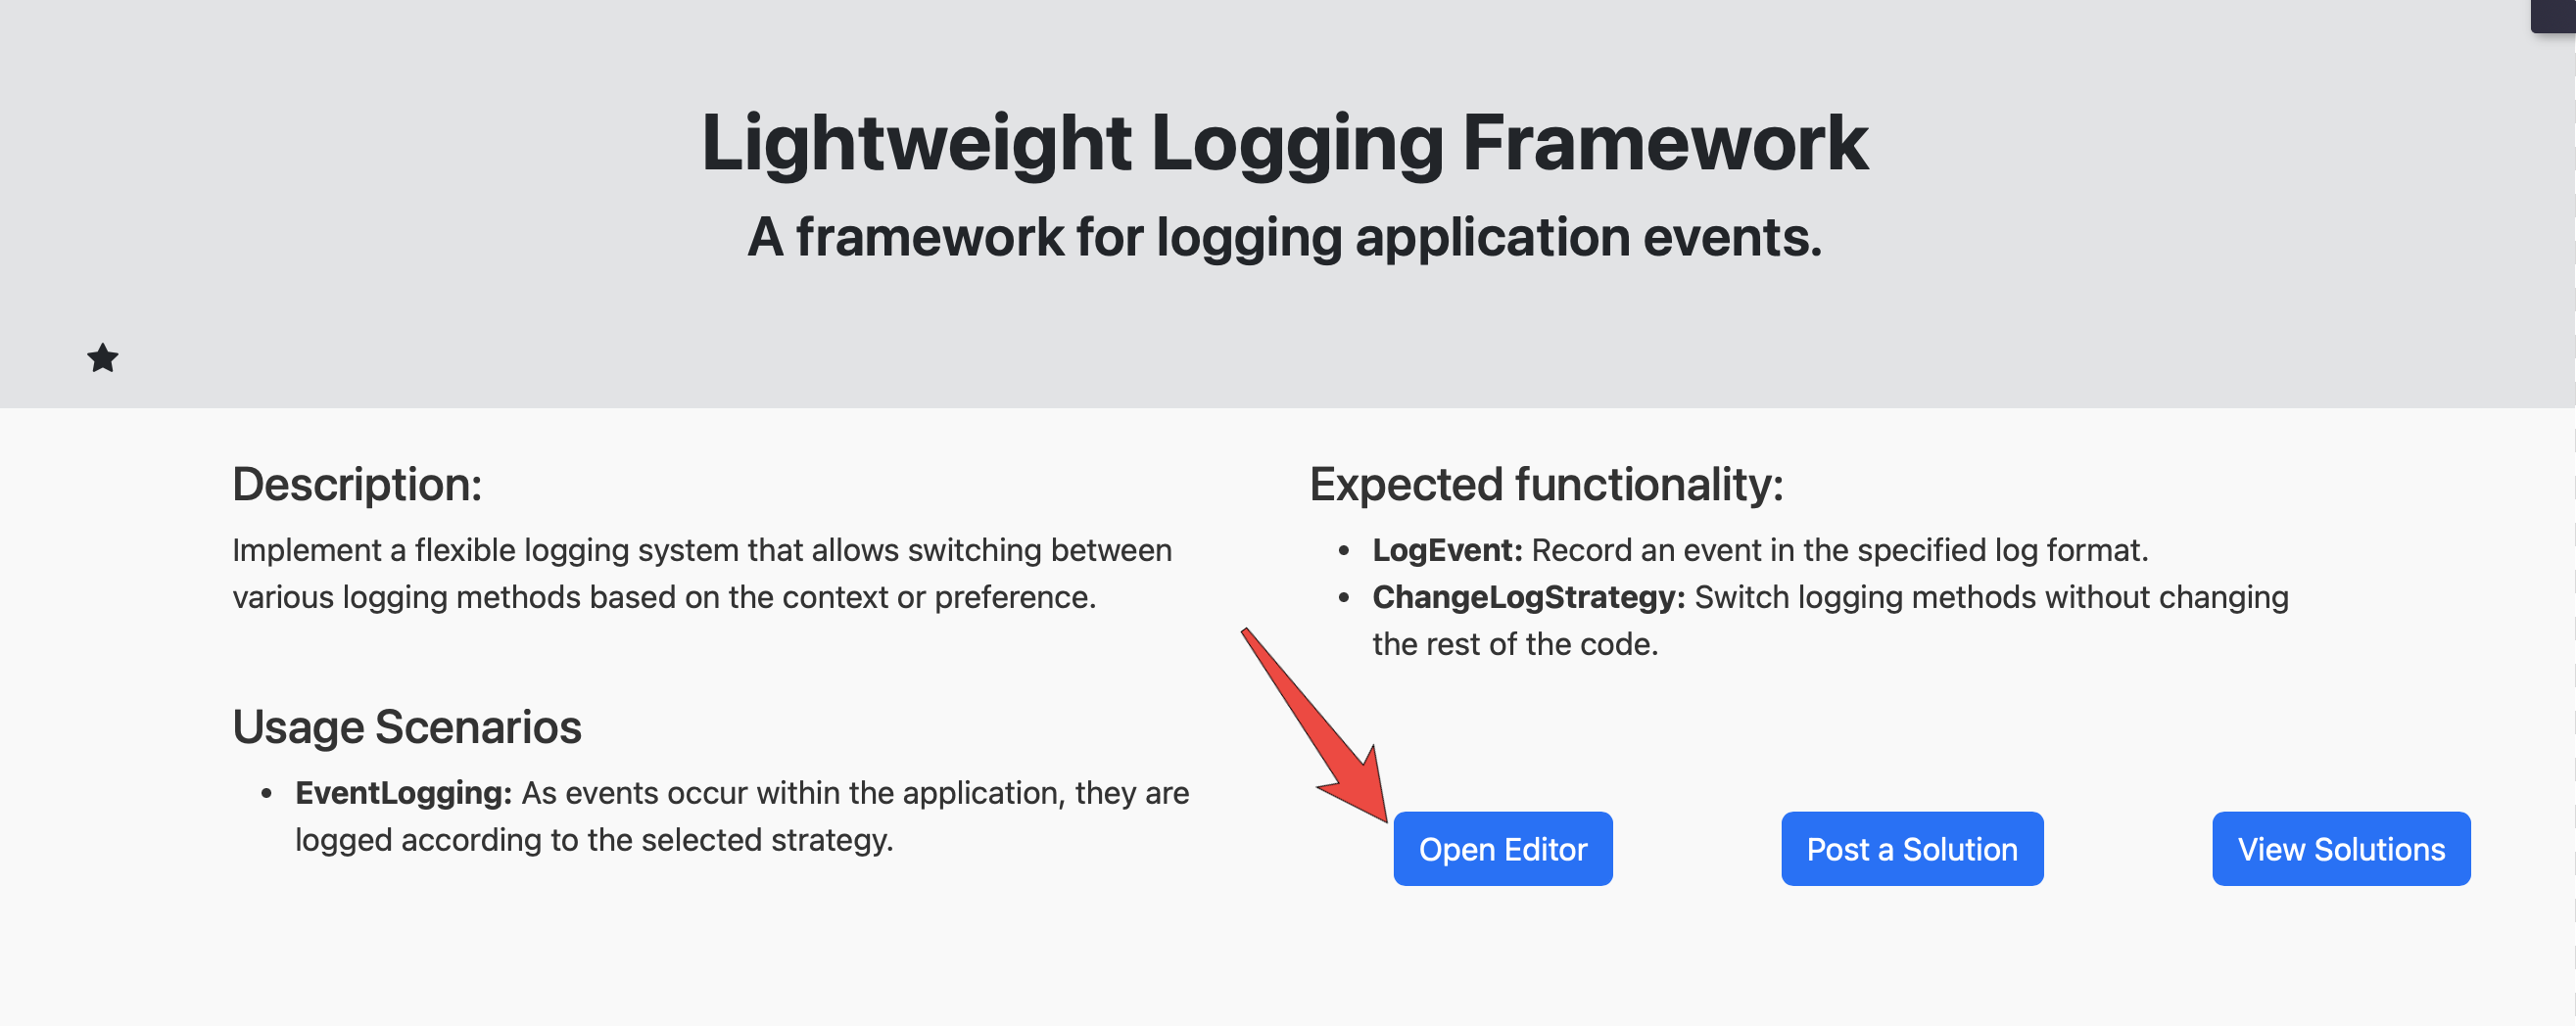 Lightweight Logging Framework
A framework for logging application events.
Description:
Implement a flexible logging system that allows switching between
various logging methods based on the context or preference.
Usage Scenarios
• EventLogging: As events occur within the application, they are
logged according to the selected strategy.
Expected functionality:
• LogEvent: Record an event in the specified log format.
• ChangeLogStrategy: Switch logging methods without changing
the rest of the code.
Open Editor
Post a Solution
View Solutions